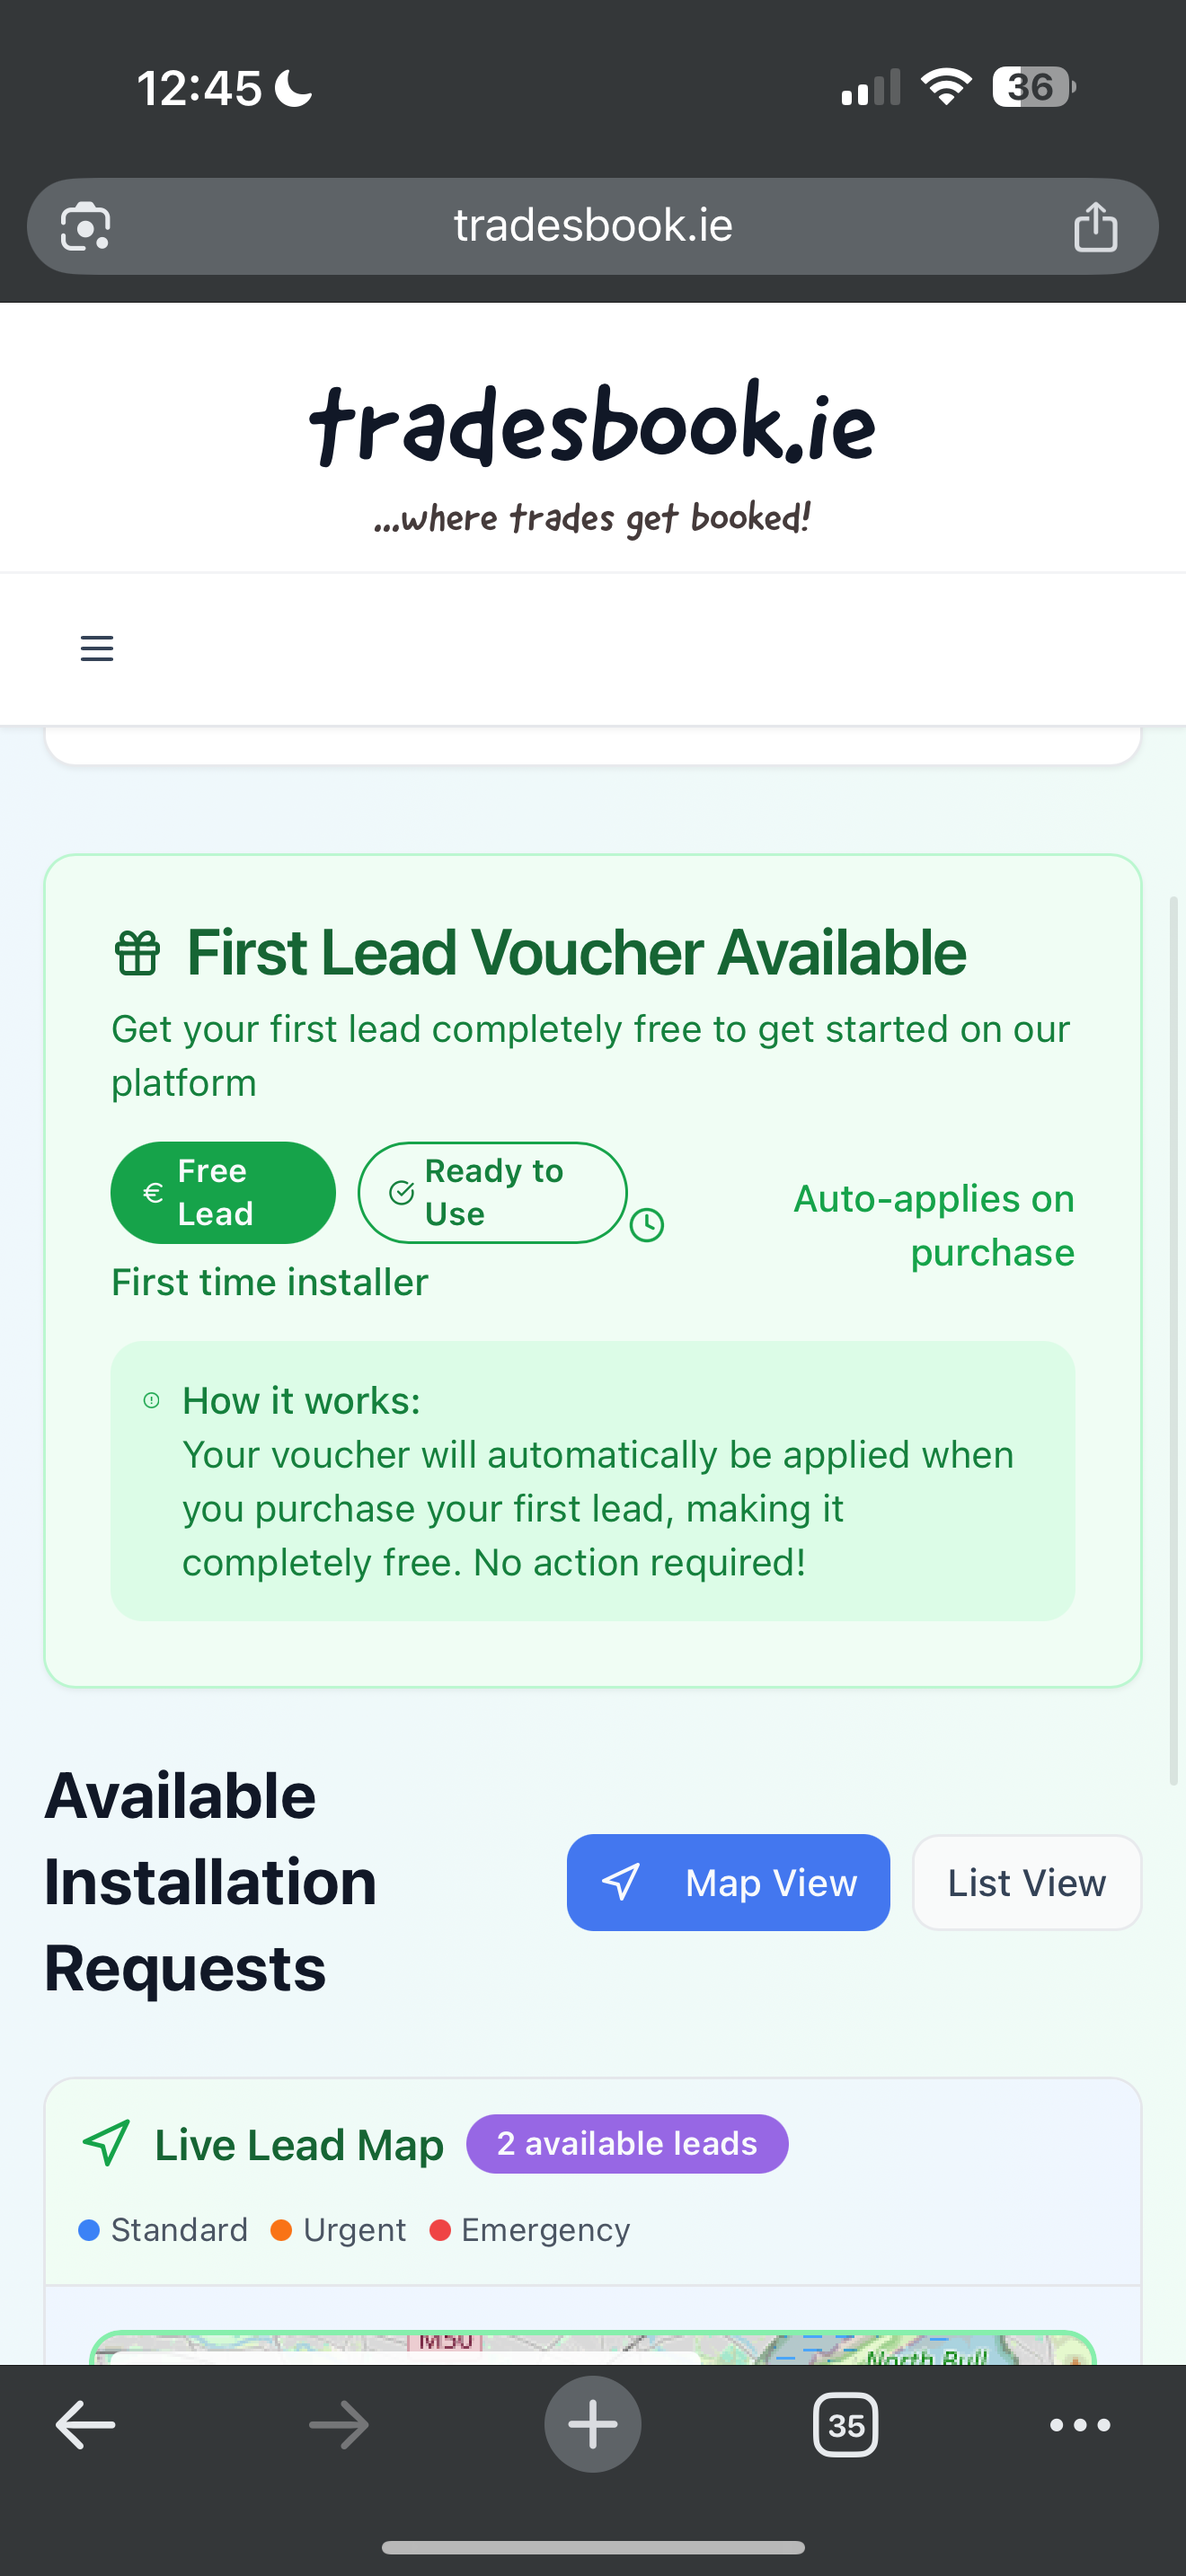 12:45
36
tradesbook.ie
tradesbook.ie
...where trades get booked!
First Lead Voucher Available
Get your first lead completely free to get started on our
platform
€ Free
Lead
Ready to
Use
Auto-applies on
purchase
First time installer
How it works:
Your voucher will automatically be applied when
you purchase your first lead, making it
completely free. No action required!
Available
Installation
Requests
Map View
List View
Live Lead Map
2 available leads
Standard
Urgent
Emergency
M50
North Bull
35